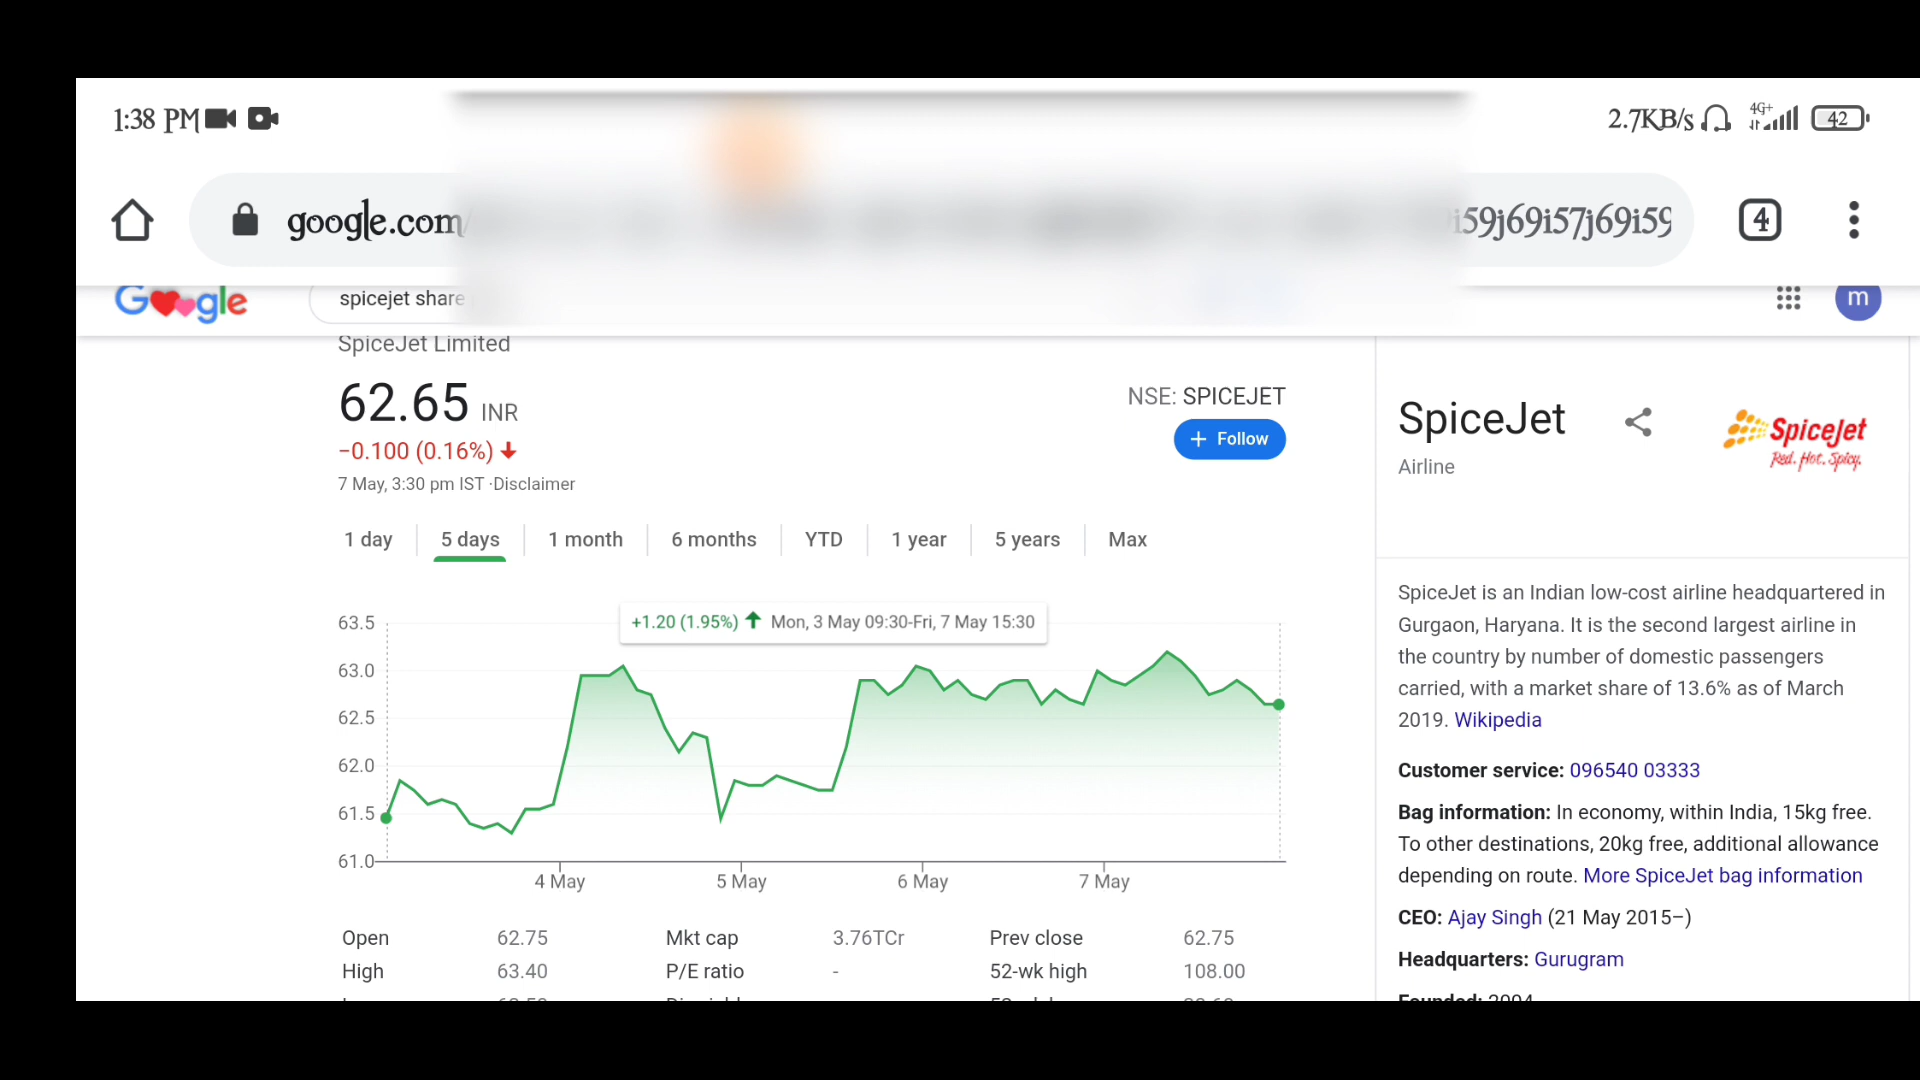 1:38 PM
2.7KB/s 4G+ 42
google.com/ i59j69i57j69i59
4
Google
spicejet share
m
SpiceJet Limited
62.65 INR
−0.100 (0.16%)
7 May, 3:30 pm IST ·Disclaimer
NSE: SPICEJET
+ Follow
1 day 5 days 1 month 6 months YTD 1 year 5 years Max
+1.20 (1.95%) Mon, 3 May 09:30-Fri, 7 May 15:30
63.5
63.0
62.5
62.0
61.5
61.0
4 May 5 May 6 May 7 May
Open 62.75 Mkt cap 3.76TCr Prev close 62.75
High 63.40 P/E ratio - 52-wk high 108.00
SpiceJet
Airline
SpiceJet
Red. Hot. Spicy.
SpiceJet is an Indian low-cost airline headquartered in
Gurgaon, Haryana. It is the second largest airline in
the country by number of domestic passengers
carried, with a market share of 13.6% as of March
2019. Wikipedia
Customer service: 096540 03333
Bag information: In economy, within India, 15kg free.
To other destinations, 20kg free, additional allowance
depending on route. More SpiceJet bag information
CEO: Ajay Singh (21 May 2015–)
Headquarters: Gurugram
Founded: 2004